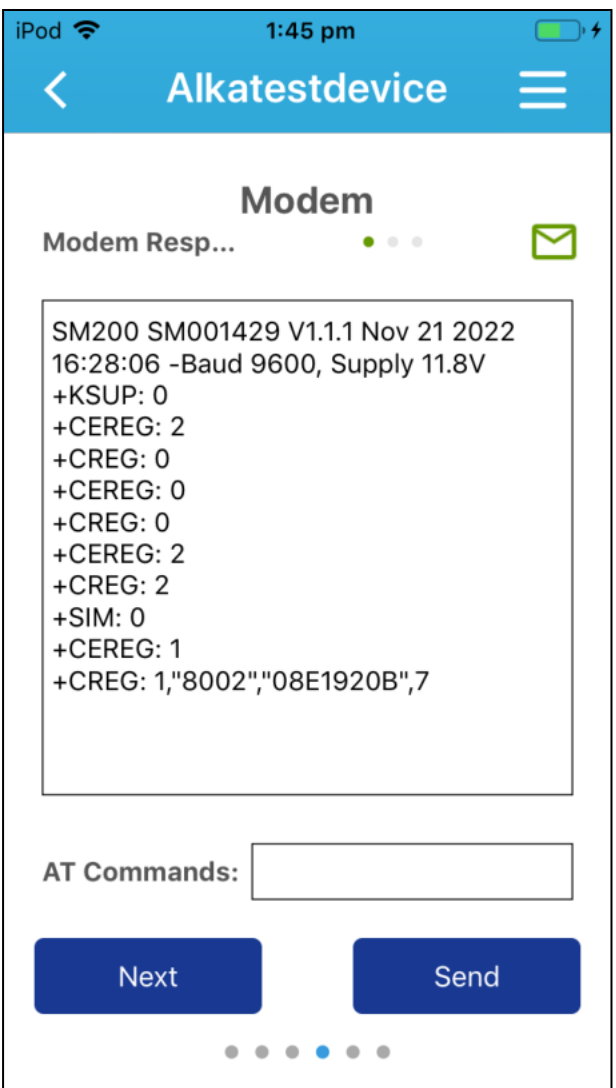 iPod 1:45 pm
Alkatestdevice
Modem
Modem Resp...
SM200 SM001429 V1.1.1 Nov 21 2022
16:28:06 -Baud 9600, Supply 11.8V
+KSUP: 0
+CEREG: 2
+CREG: 0
+CEREG: 0
+CREG: 0
+CEREG: 2
+CREG: 2
+SIM: 0
+CEREG: 1
+CREG: 1,"8002","08E1920B",7
AT Commands:
Next Send